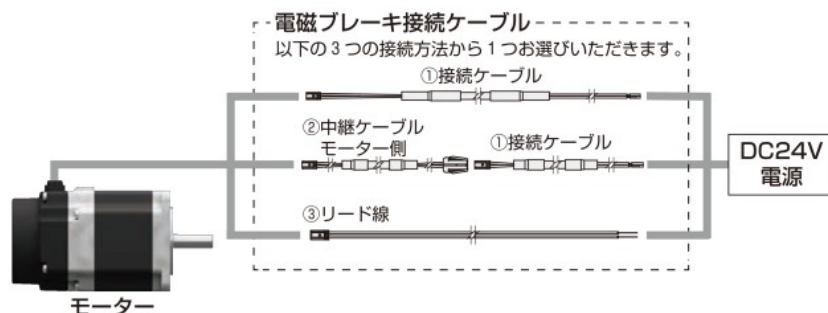 電磁ブレーキ接続ケーブル
以下の3つの接続方法から1つお選びいただきます。
①接続ケーブル
②中継ケーブル
モーター側
①接続ケーブル
③リード線
DC24V
電源
モーター